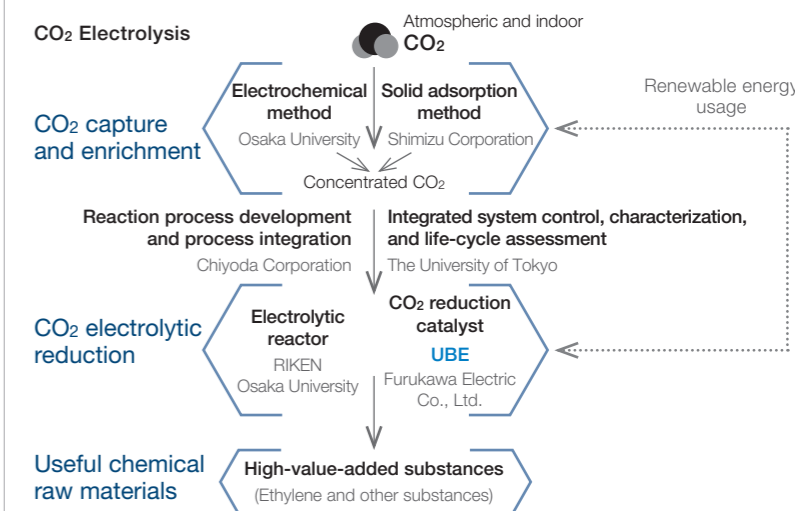 CO2 Electrolysis
Atmospheric and indoor
CO2
CO2 capture
and enrichment
Electrochemical
method
Osaka University
Solid adsorption
method
Shimizu Corporation
Concentrated CO2
Renewable energy
usage
Reaction process development
and process integration
Chiyoda Corporation
Integrated system control, characterization,
and life-cycle assessment
The University of Tokyo
CO2 electrolytic
reduction
Electrolytic
reactor
RIKEN
Osaka University
CO2 reduction
catalyst
UBE
Furukawa Electric
Co., Ltd.
Useful chemical
raw materials
High-value-added substances
(Ethylene and other substances)